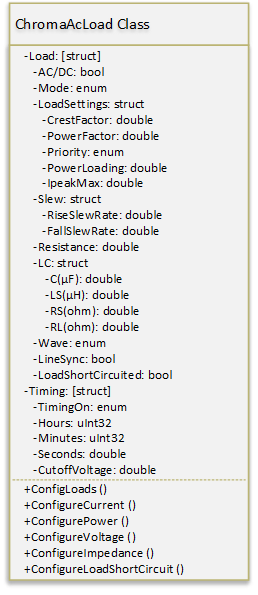 ChromaAcLoad Class
-Load: [struct]
-AC/DC: bool
-Mode: enum
-LoadSettings: struct
-CrestFactor: double
-PowerFactor: double
-Priority: enum
-PowerLoading: double
-IpeakMax: double
-Slew: struct
-RiseSlewRate: double
-FallSlewRate: double
-Resistance: double
-LC: struct
-C(µF): double
-LS(µH): double
-RS(ohm): double
-RL(ohm): double
-Wave: enum
-LineSync: bool
-LoadShortCircuited: bool
-Timing: [struct]
-TimingOn: enum
-Hours: uInt32
-Minutes: uInt32
-Seconds: double
-CutoffVoltage: double
+ConfigLoads ()
+ConfigureCurrent ()
+ConfigurePower ()
+ConfigureVoltage ()
+ConfigureImpedance ()
+ConfigureLoadShortCircuit ()